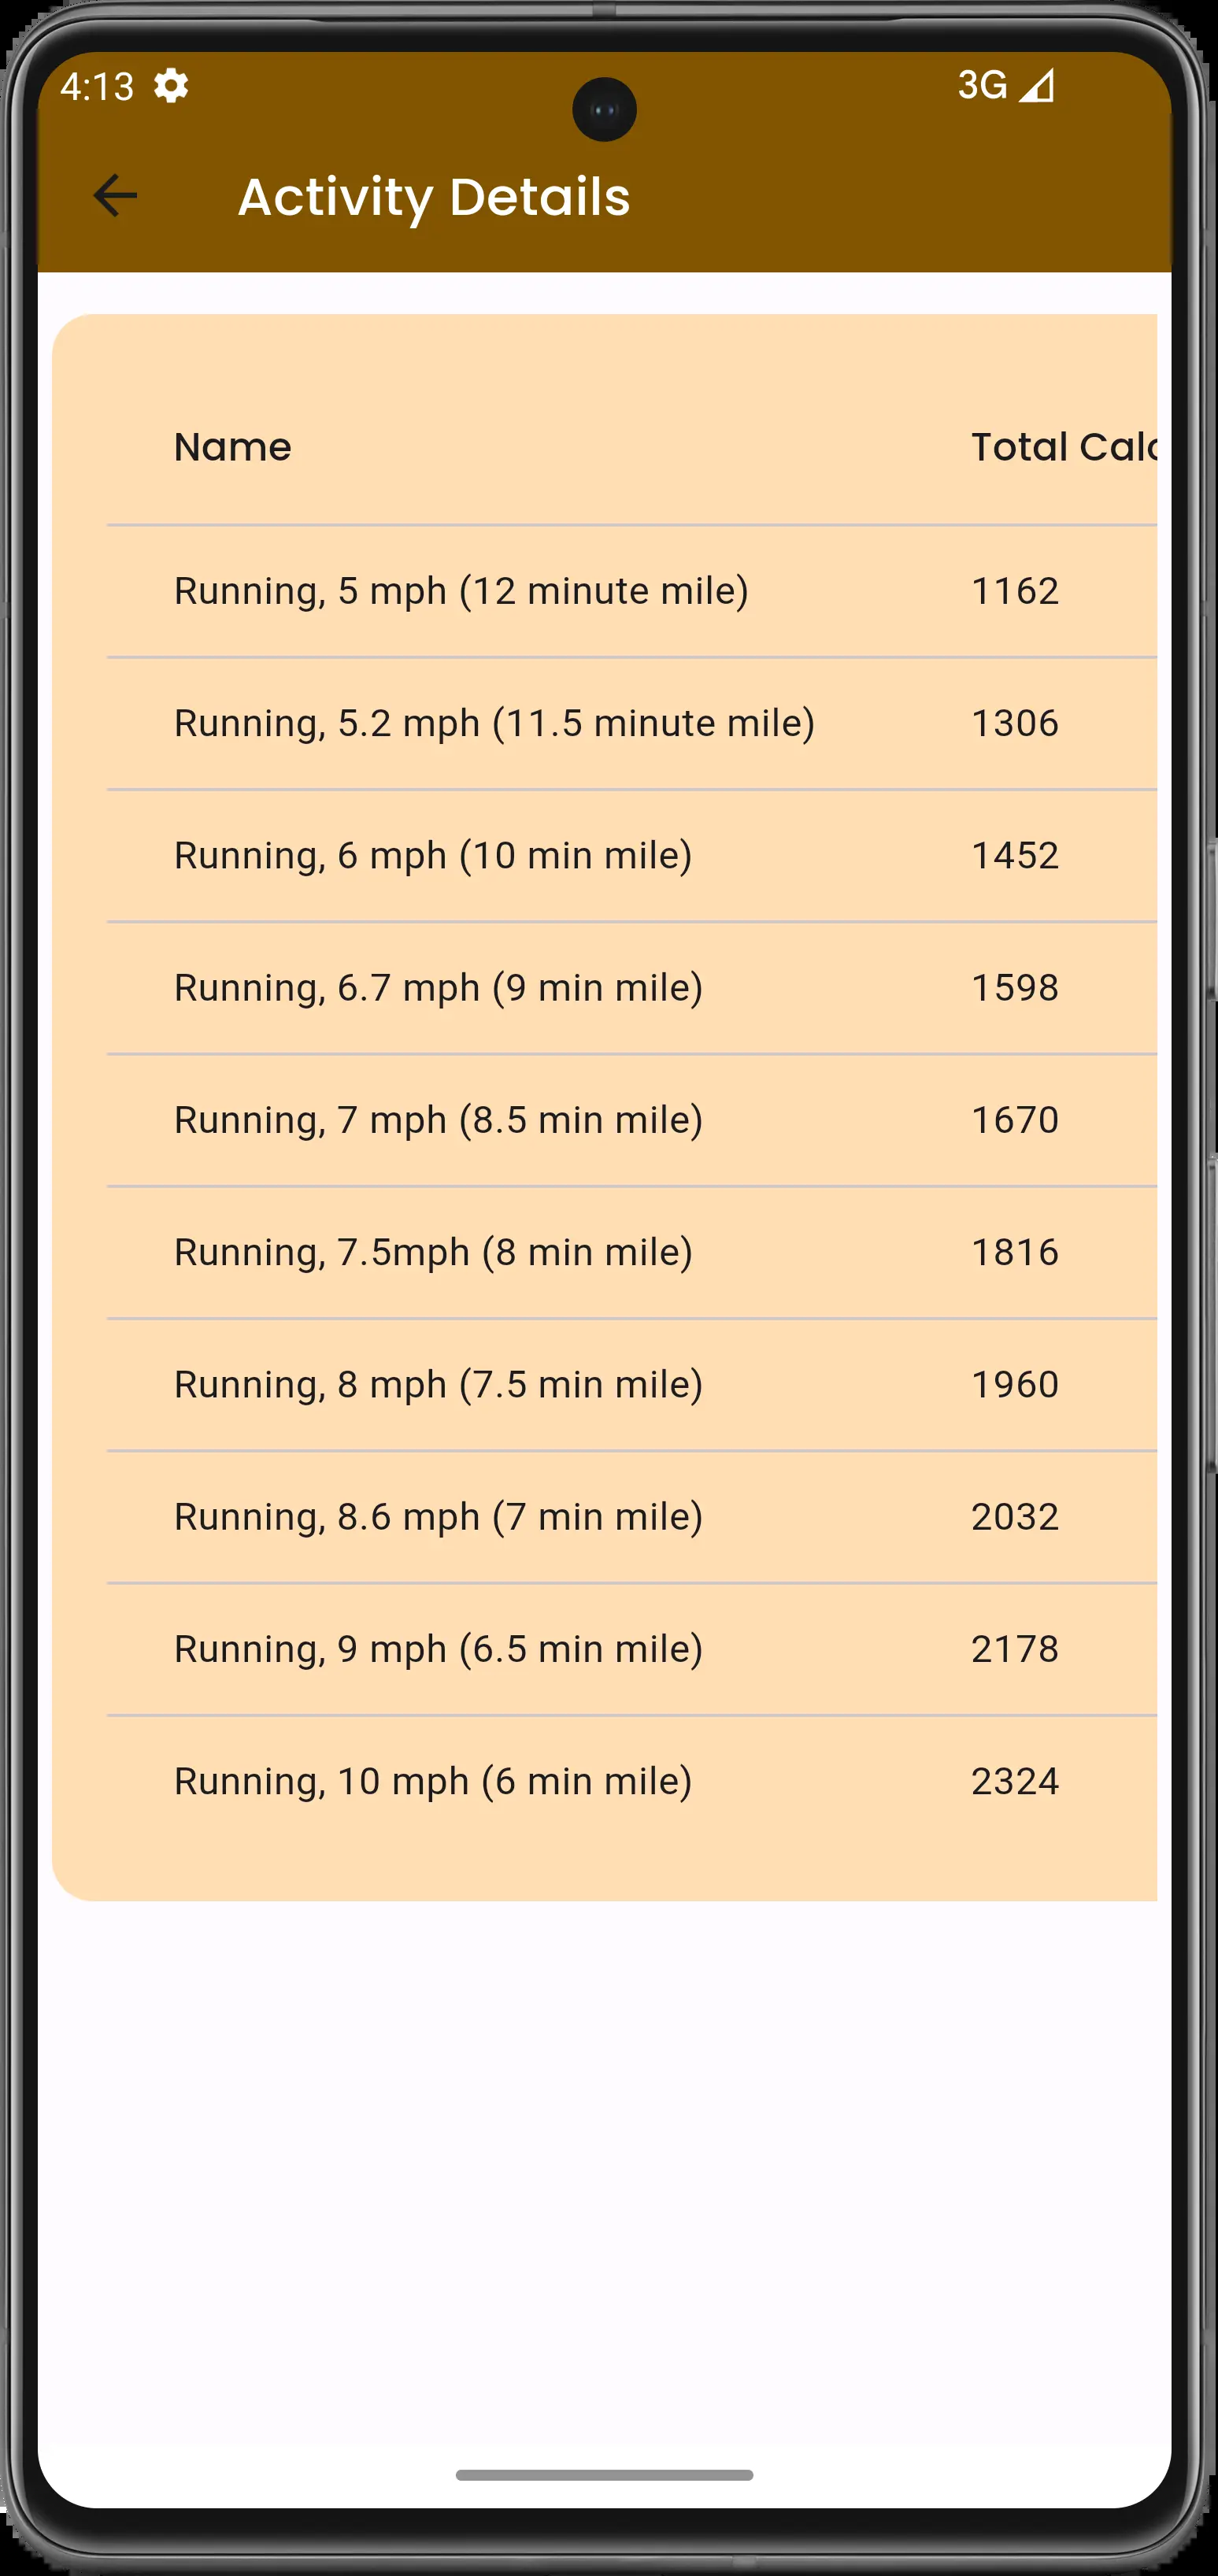 4:13 3G
Activity Details
Name Total Calo
Running, 5 mph (12 minute mile) 1162
Running, 5.2 mph (11.5 minute mile) 1306
Running, 6 mph (10 min mile) 1452
Running, 6.7 mph (9 min mile) 1598
Running, 7 mph (8.5 min mile) 1670
Running, 7.5mph (8 min mile) 1816
Running, 8 mph (7.5 min mile) 1960
Running, 8.6 mph (7 min mile) 2032
Running, 9 mph (6.5 min mile) 2178
Running, 10 mph (6 min mile) 2324